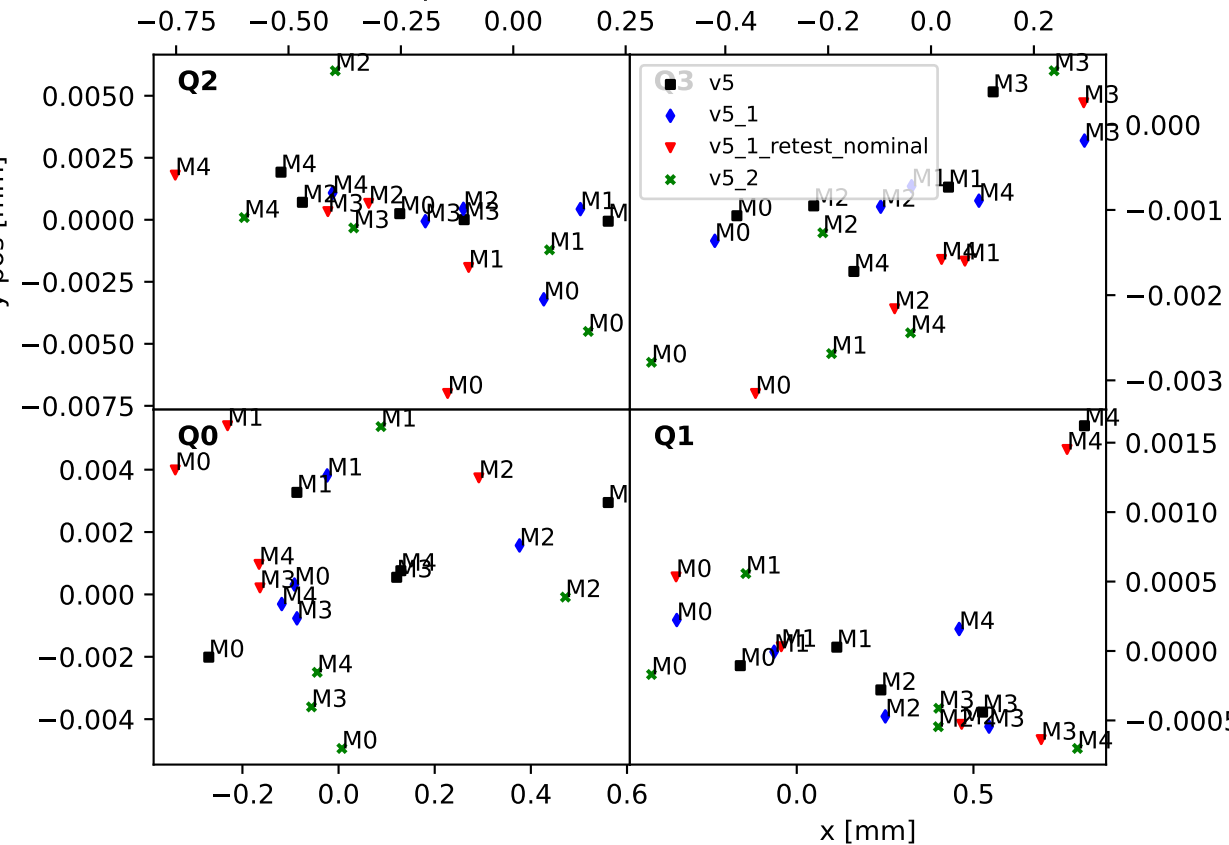 −0.75 −0.50 −0.25 0.00 0.25
−0.4 −0.2 0.0 0.2
Q2
0.0050
0.0025
0.0000
−0.0025
−0.0050
−0.0075
M2
M4
M4
M4
M2
M2
M0
M3
M3
M4
M3
M2
M3
M1
M
M1
M1
M0
M0
M0
Q3
v5
v5_1
v5_1_retest_nominal
v5_2
M3
M3
M3
M3
0.000
−0.001
−0.002
−0.003
M1
M1
M4
M2
M2
M0
M2
M0
M4
M4
M1
M2
M4
M1
M0
M0
Q0
0.004
0.002
0.000
−0.002
−0.004
M1
M1
M0
M1
M1
M2
M
M2
M4
M3
M4
M0
M3
M4
M3
M2
M0
M4
M3
M0
Q1
M4
M4
0.0015
0.0010
0.0005
0.0000
−0.0005
M0
M1
M0
M4
M1
M1
M1
M0
M0
M2
M2
M3
M3
M2
M2
M3
M3
M4
−0.2 0.0 0.2 0.4 0.6
0.0 0.5
x [mm]